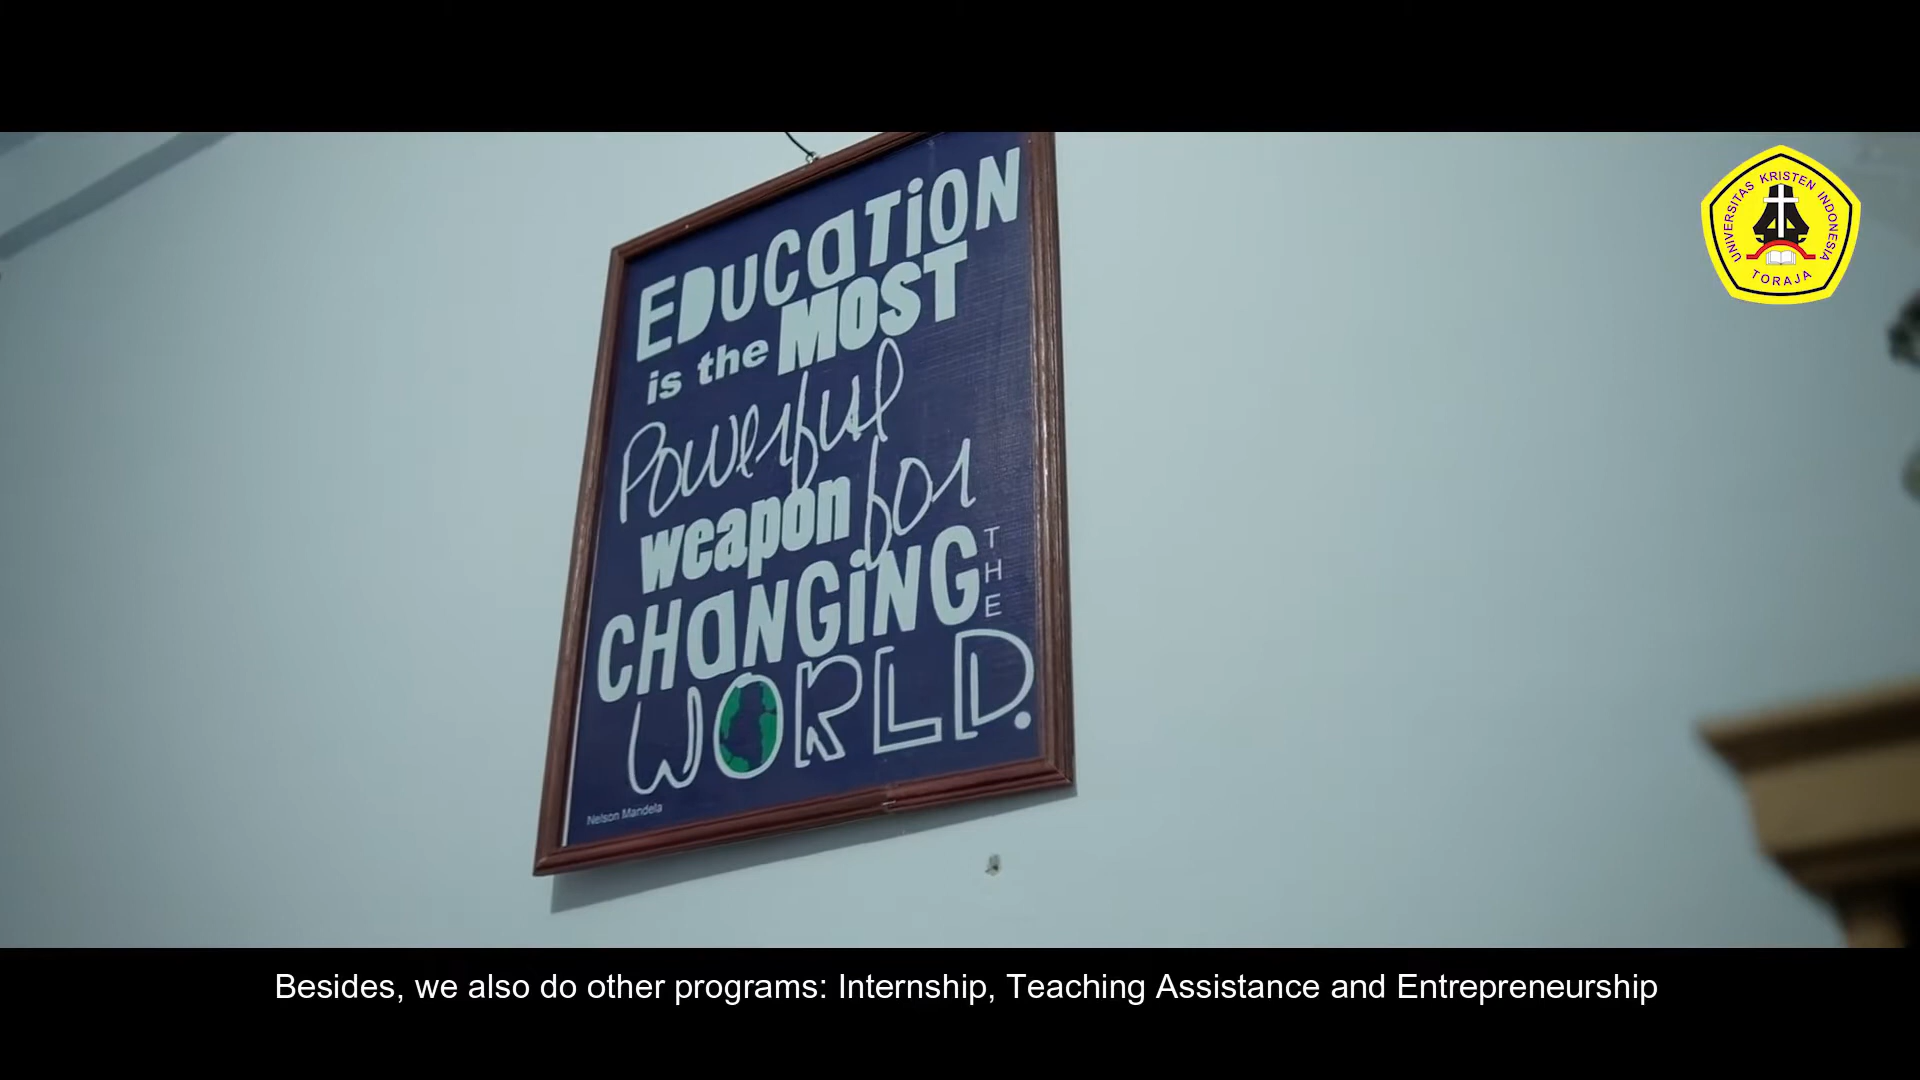 EDUCaTiON
is the MOST
Powerful
weapon for
CHaNGiNG THE
WORLD.
Nelson Mandela
UNIVERSITAS KRISTEN INDONESIA
TORAJA
Besides, we also do other programs: Internship, Teaching Assistance and Entrepreneurship